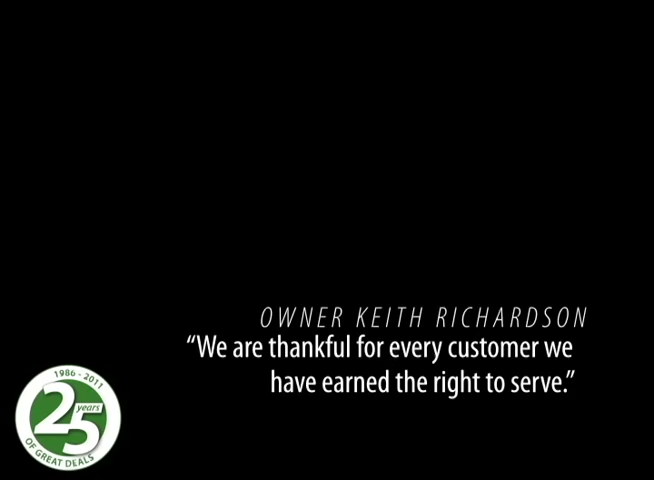 OWNER KEITH RICHARDSON
“We are thankful for every customer we
have earned the right to serve.”
1986 - 2011
25 years
OF GREAT DEALS